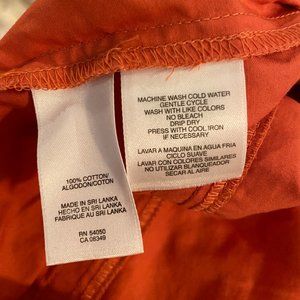 100% COTTON/
ALGODON/COTON
MADE IN SRI LANKA
HECHO EN SRI LANKA
FABRIQUE AU SRI LANKA
RN 54050
CA 08349
MACHINE WASH COLD WATER
GENTLE CYCLE
WASH WITH LIKE COLORS
NO BLEACH
DRIP DRY
PRESS WITH COOL IRON
IF NECESSARY
LAVAR A MAQUINA EN AGUA FRIA
CICLO SUAVE
LAVAR CON COLORES SIMILARES
NO UTILIZAR BLANQUEADOR
SECAR AL AIRE